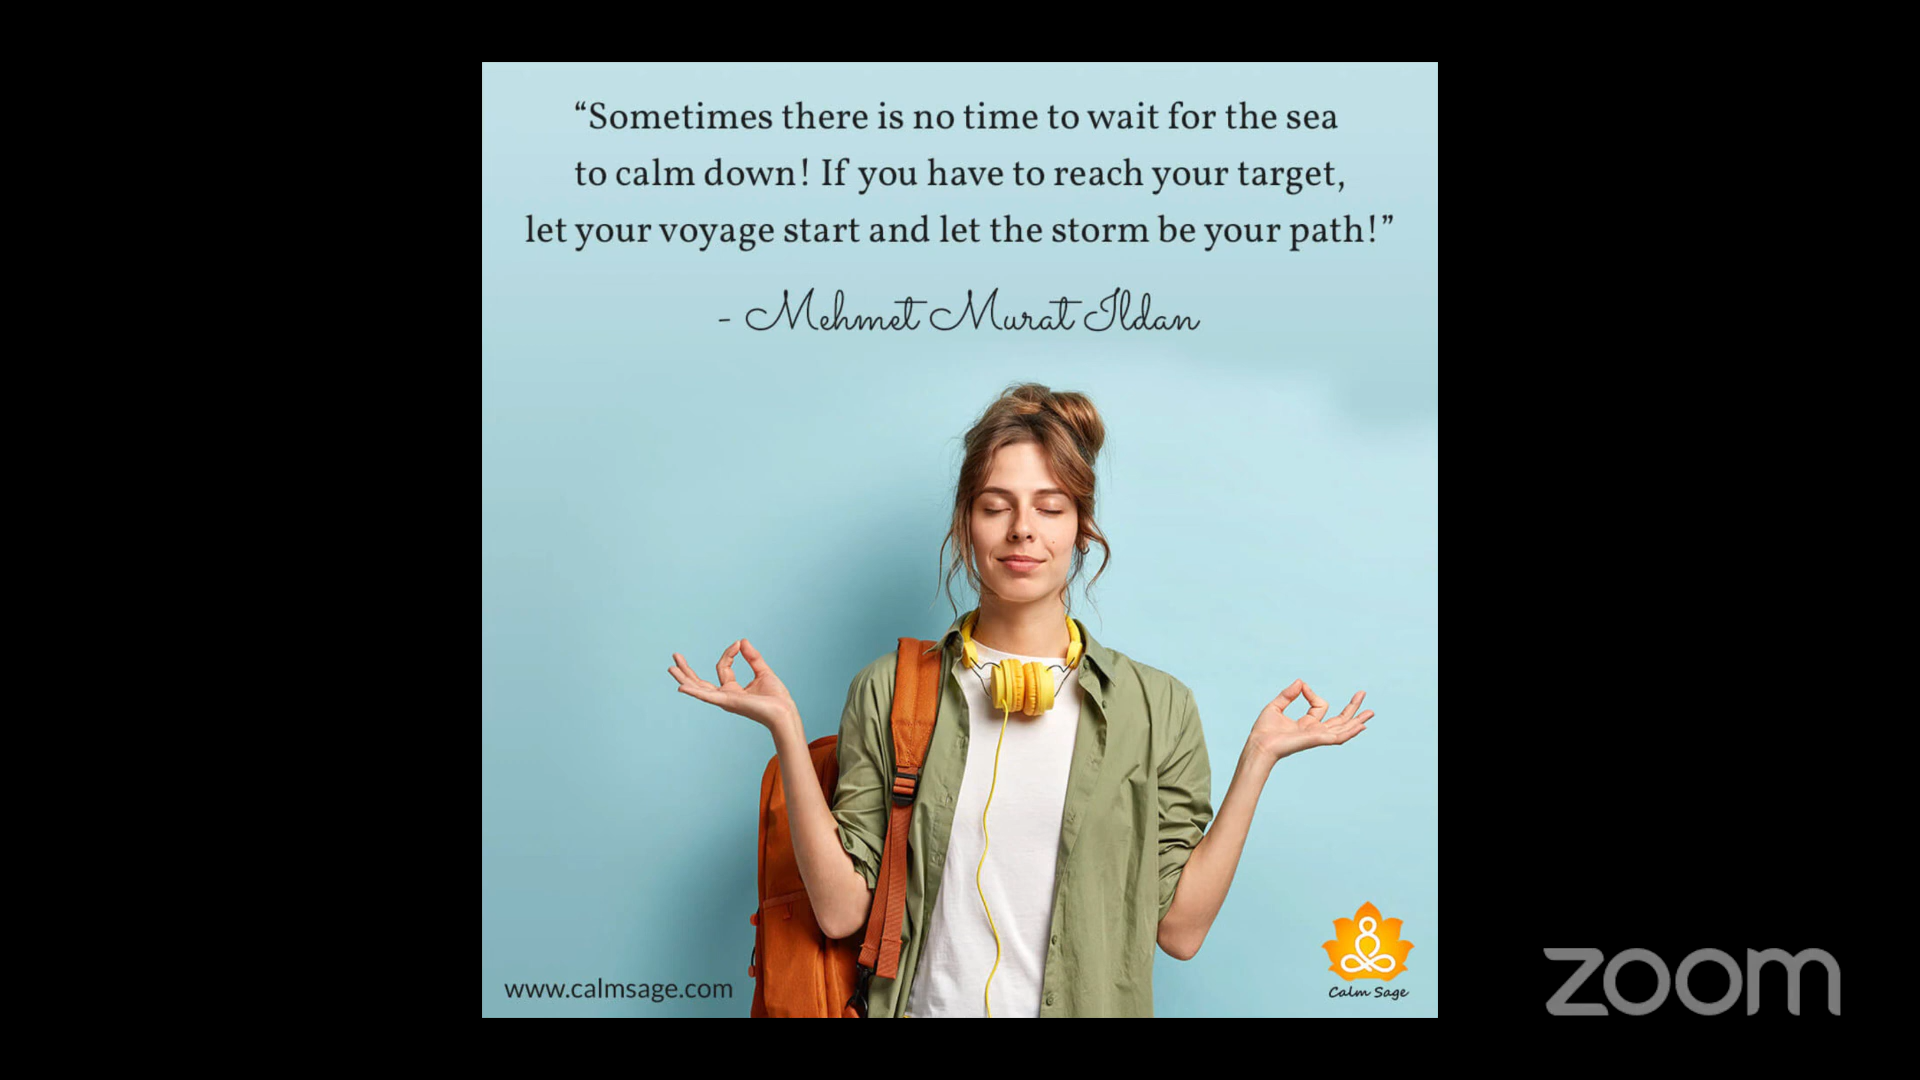 “Sometimes there is no time to wait for the sea
to calm down! If you have to reach your target,
let your voyage start and let the storm be your path!”
- Mehmet Murat Ildan
www.calmsage.com
Calm Sage
zoom